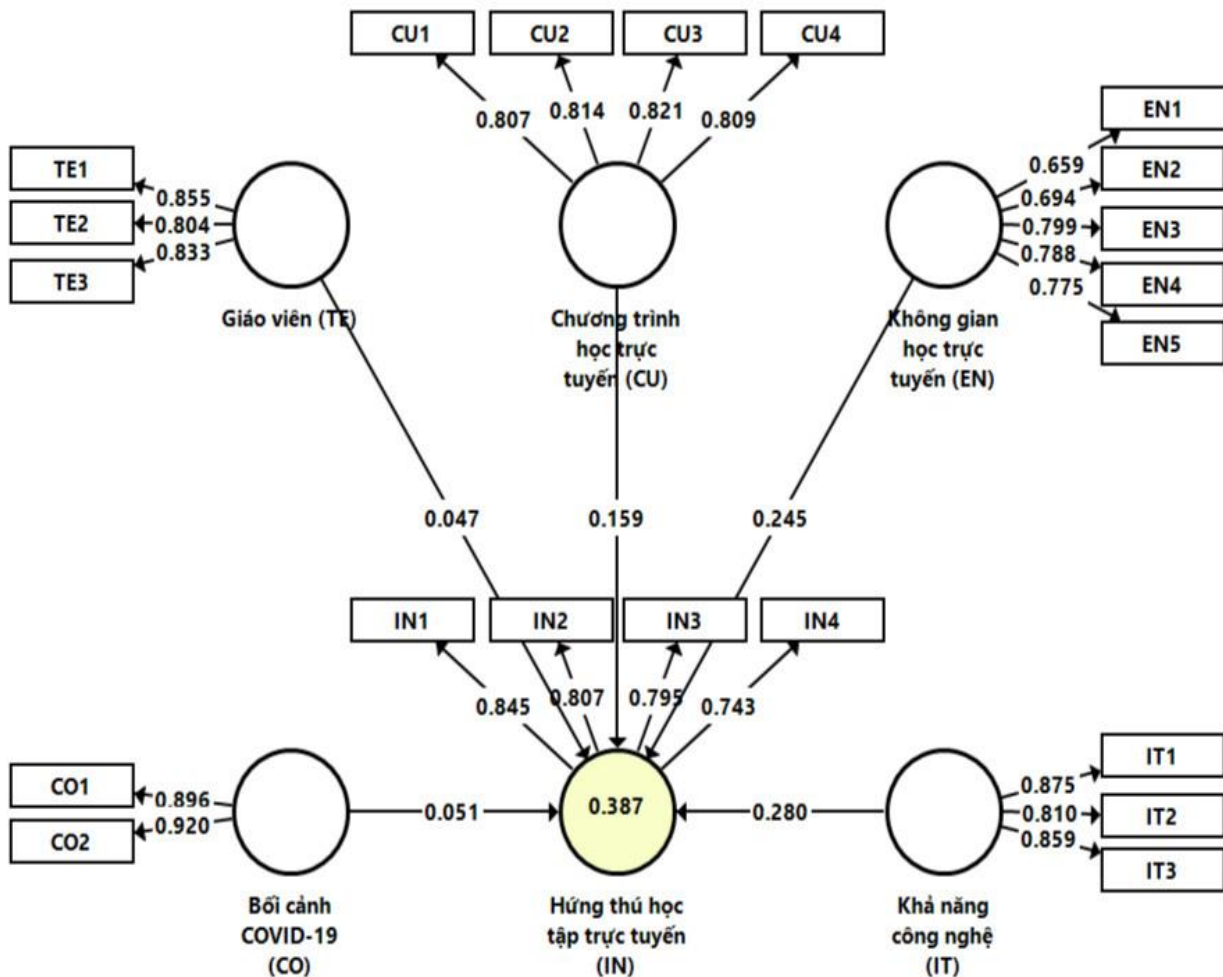 CU1 CU2 CU3 CU4
0.807 0.814 0.821 0.809
TE1
TE2
TE3
0.855
0.804
0.833
Giáo viên (TE)
Chương trình
học trực
tuyến (CU)
EN1
EN2
EN3
EN4
EN5
0.659
0.694
0.799
0.788
0.775
Không gian
học trực
tuyến (EN)
0.047 0.159 0.245
IN1 IN2 IN3 IN4
0.845 0.807 0.795 0.743
CO1
CO2
0.896
0.920
0.051
0.387
0.280
0.875
0.810
0.859
IT1
IT2
IT3
Bối cảnh
COVID-19
(CO)
Hứng thú học
tập trực tuyến
(IN)
Khả năng
công nghệ
(IT)